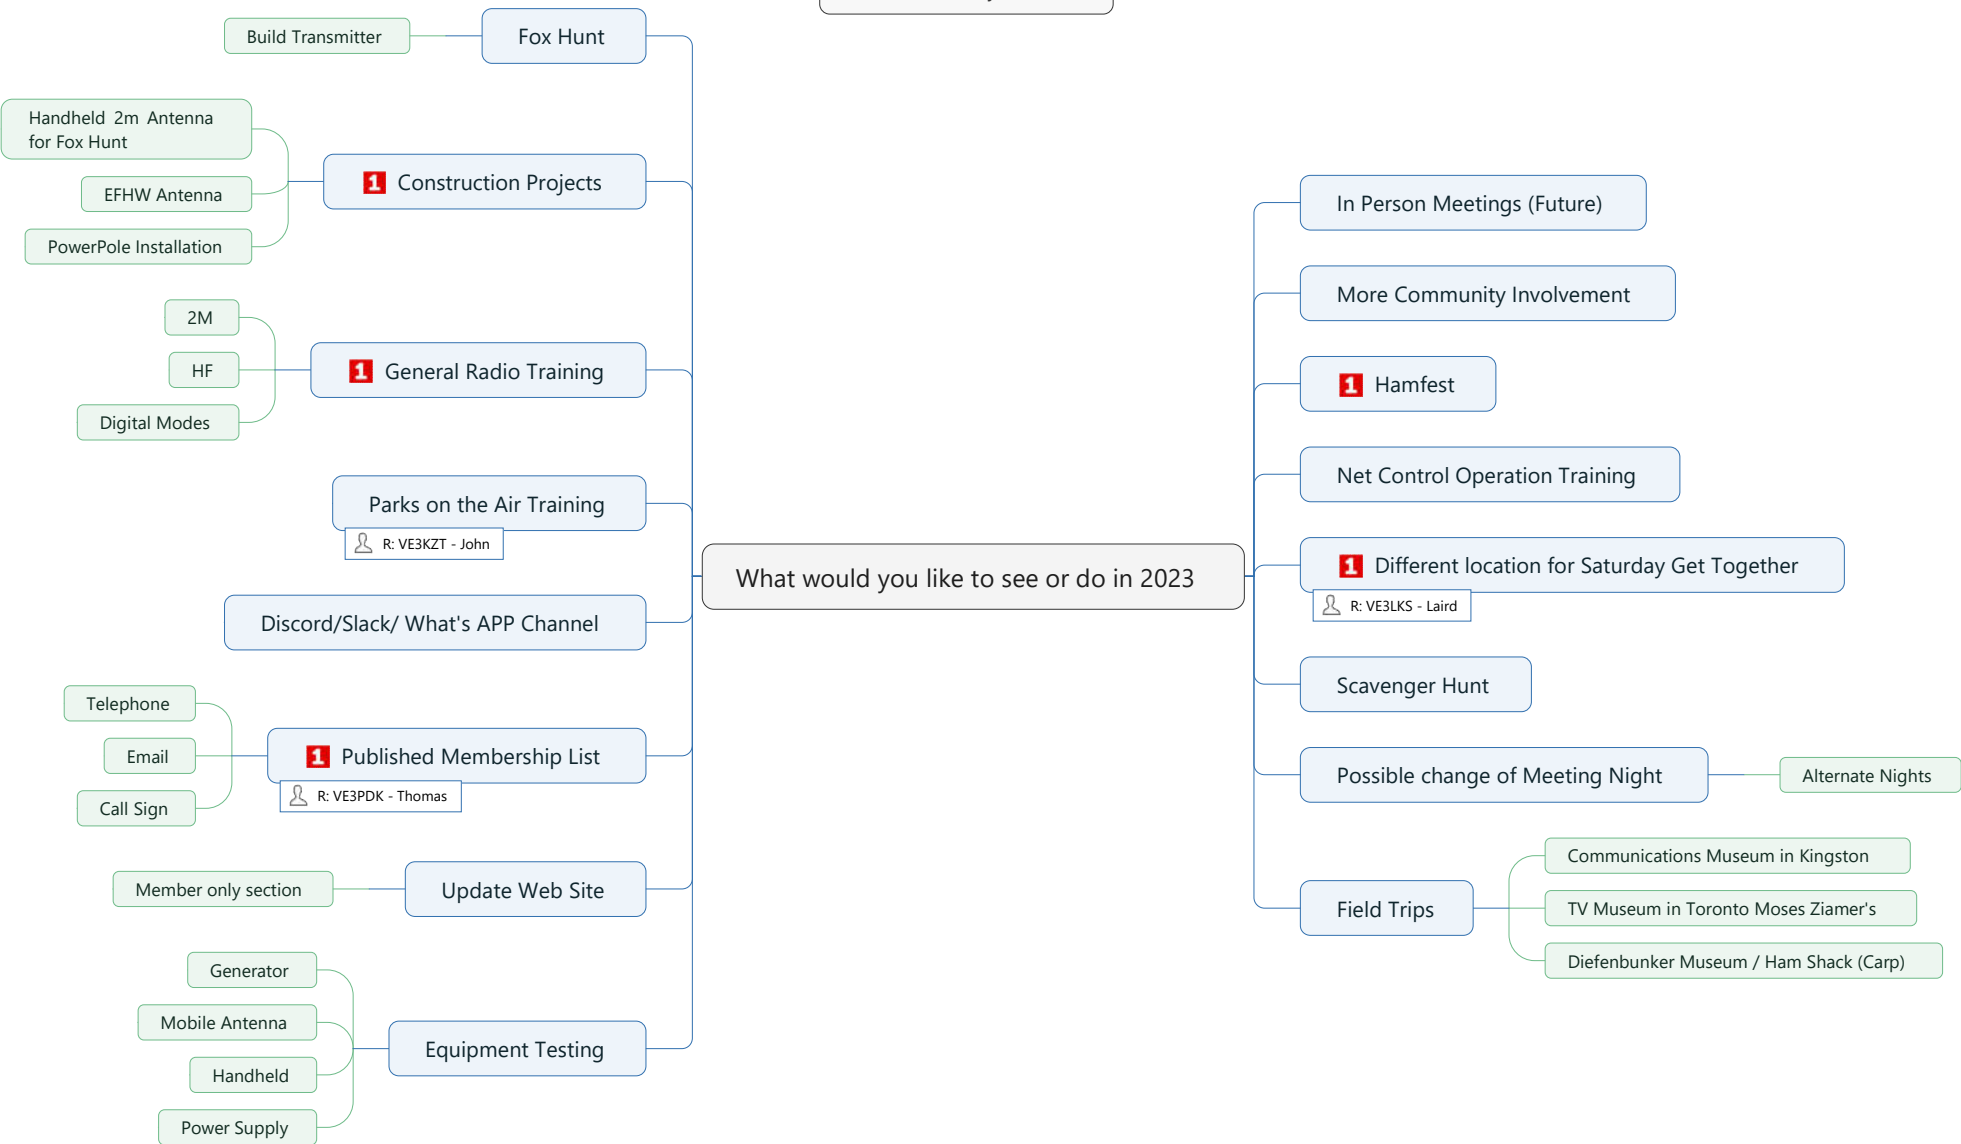 Fox Hunt
Build Transmitter
1 Construction Projects
Handheld 2m Antenna
for Fox Hunt
EFHW Antenna
PowerPole Installation
1 General Radio Training
2M
HF
Digital Modes
Parks on the Air Training
R: VE3KZT - John
Discord/Slack/ What's APP Channel
1 Published Membership List
R: VE3PDK - Thomas
Telephone
Email
Call Sign
Update Web Site
Member only section
Equipment Testing
Generator
Mobile Antenna
Handheld
Power Supply
What would you like to see or do in 2023
In Person Meetings (Future)
More Community Involvement
1 Hamfest
Net Control Operation Training
1 Different location for Saturday Get Together
R: VE3LKS - Laird
Scavenger Hunt
Possible change of Meeting Night
Alternate Nights
Field Trips
Communications Museum in Kingston
TV Museum in Toronto Moses Ziamer's
Diefenbunker Museum / Ham Shack (Carp)